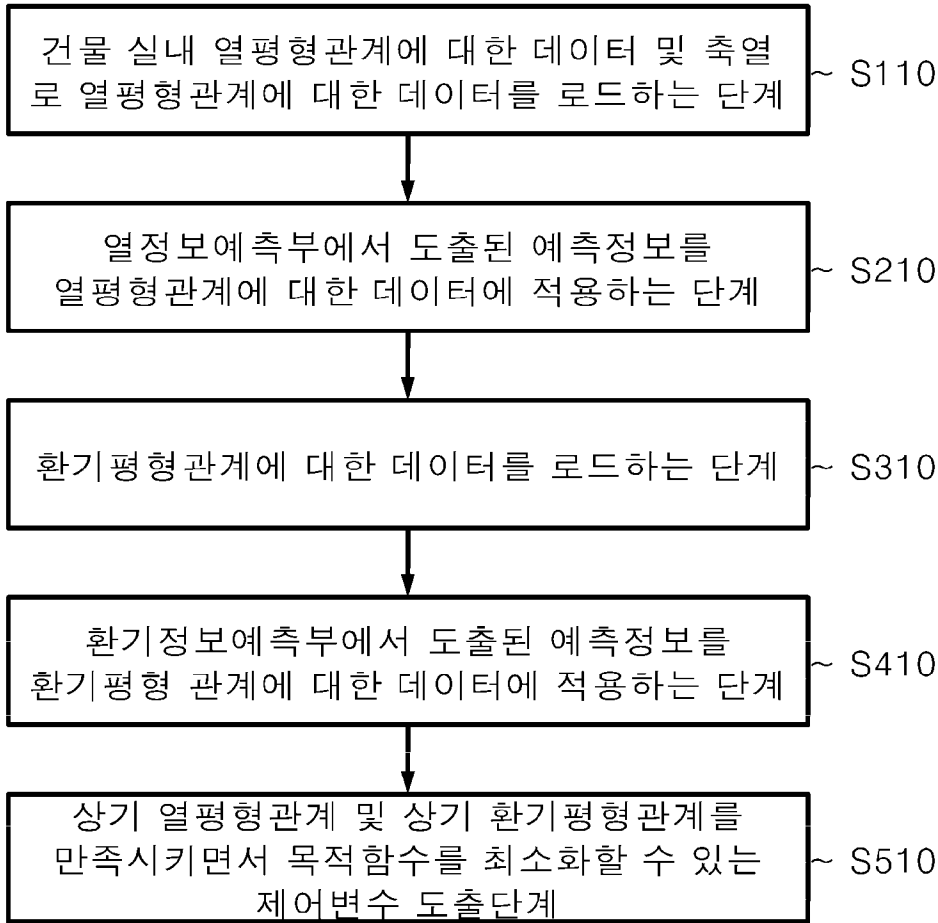 건물 실내 열평형관계에 대한 데이터 및 축열
로 열평형관계에 대한 데이터를 로드하는 단계
~ S110
열정보예측부에서 도출된 예측정보를
열평형관계에 대한 데이터에 적용하는 단계
~ S210
환기평형관계에 대한 데이터를 로드하는 단계
~ S310
환기정보예측부에서 도출된 예측정보를
환기평형 관계에 대한 데이터에 적용하는 단계
~ S410
상기 열평형관계 및 상기 환기평형관계를
만족시키면서 목적함수를 최소화할 수 있는
제어변수 도출단계
~ S510